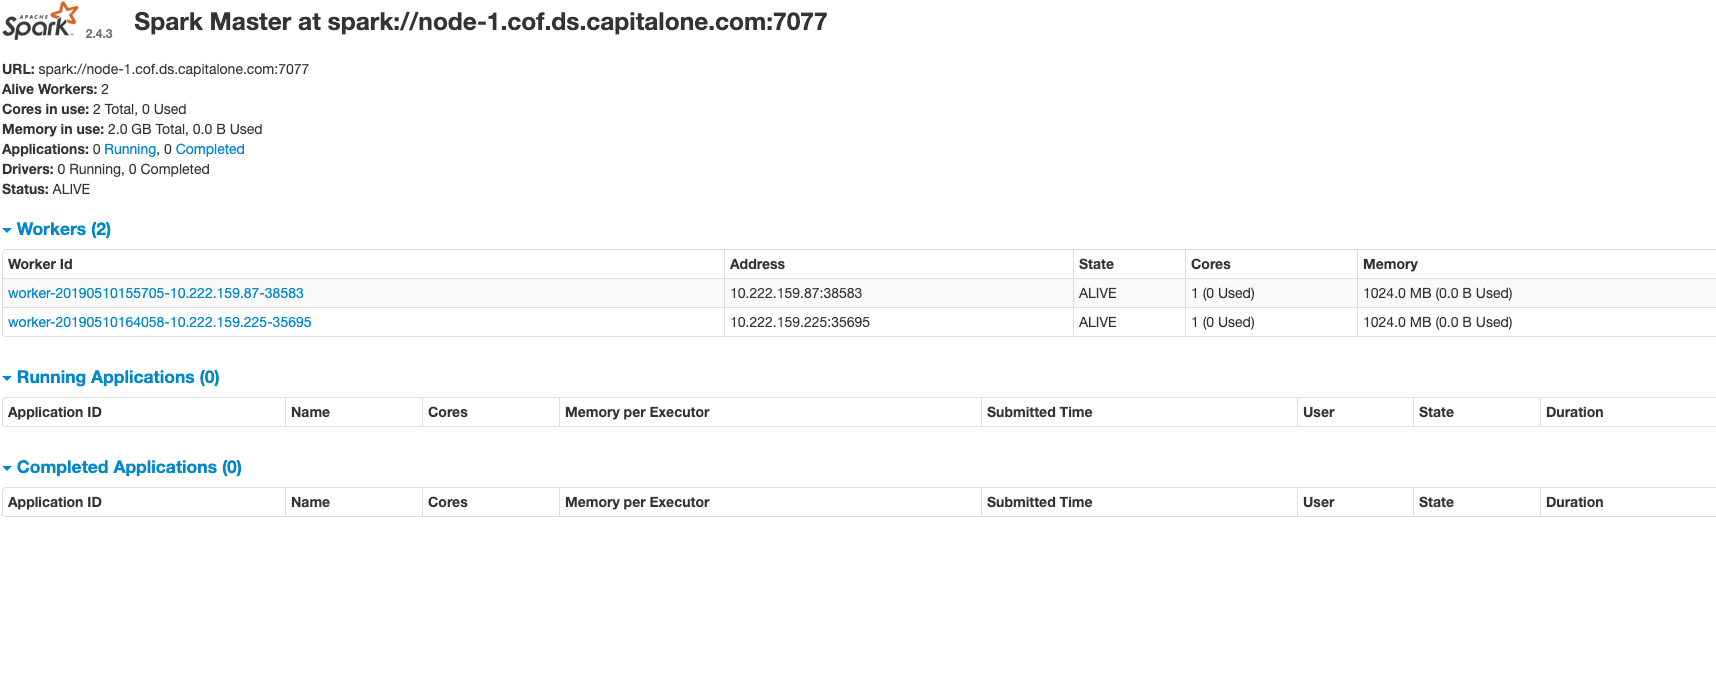 APACHE
Spark 2.4.3 Spark Master at spark://node-1.cof.ds.capitalone.com:7077
URL: spark://node-1.cof.ds.capitalone.com:7077
Alive Workers: 2
Cores in use: 2 Total, 0 Used
Memory in use: 2.0 GB Total, 0.0 B Used
Applications: 0 Running, 0 Completed
Drivers: 0 Running, 0 Completed
Status: ALIVE
Workers (2)
Worker Id Address State Cores Memory
worker-20190510155705-10.222.159.87-38583 10.222.159.87:38583 ALIVE 1 (0 Used) 1024.0 MB (0.0 B Used)
worker-20190510164058-10.222.159.225-35695 10.222.159.225:35695 ALIVE 1 (0 Used) 1024.0 MB (0.0 B Used)
Running Applications (0)
Application ID Name Cores Memory per Executor Submitted Time User State Duration
Completed Applications (0)
Application ID Name Cores Memory per Executor Submitted Time User State Duration